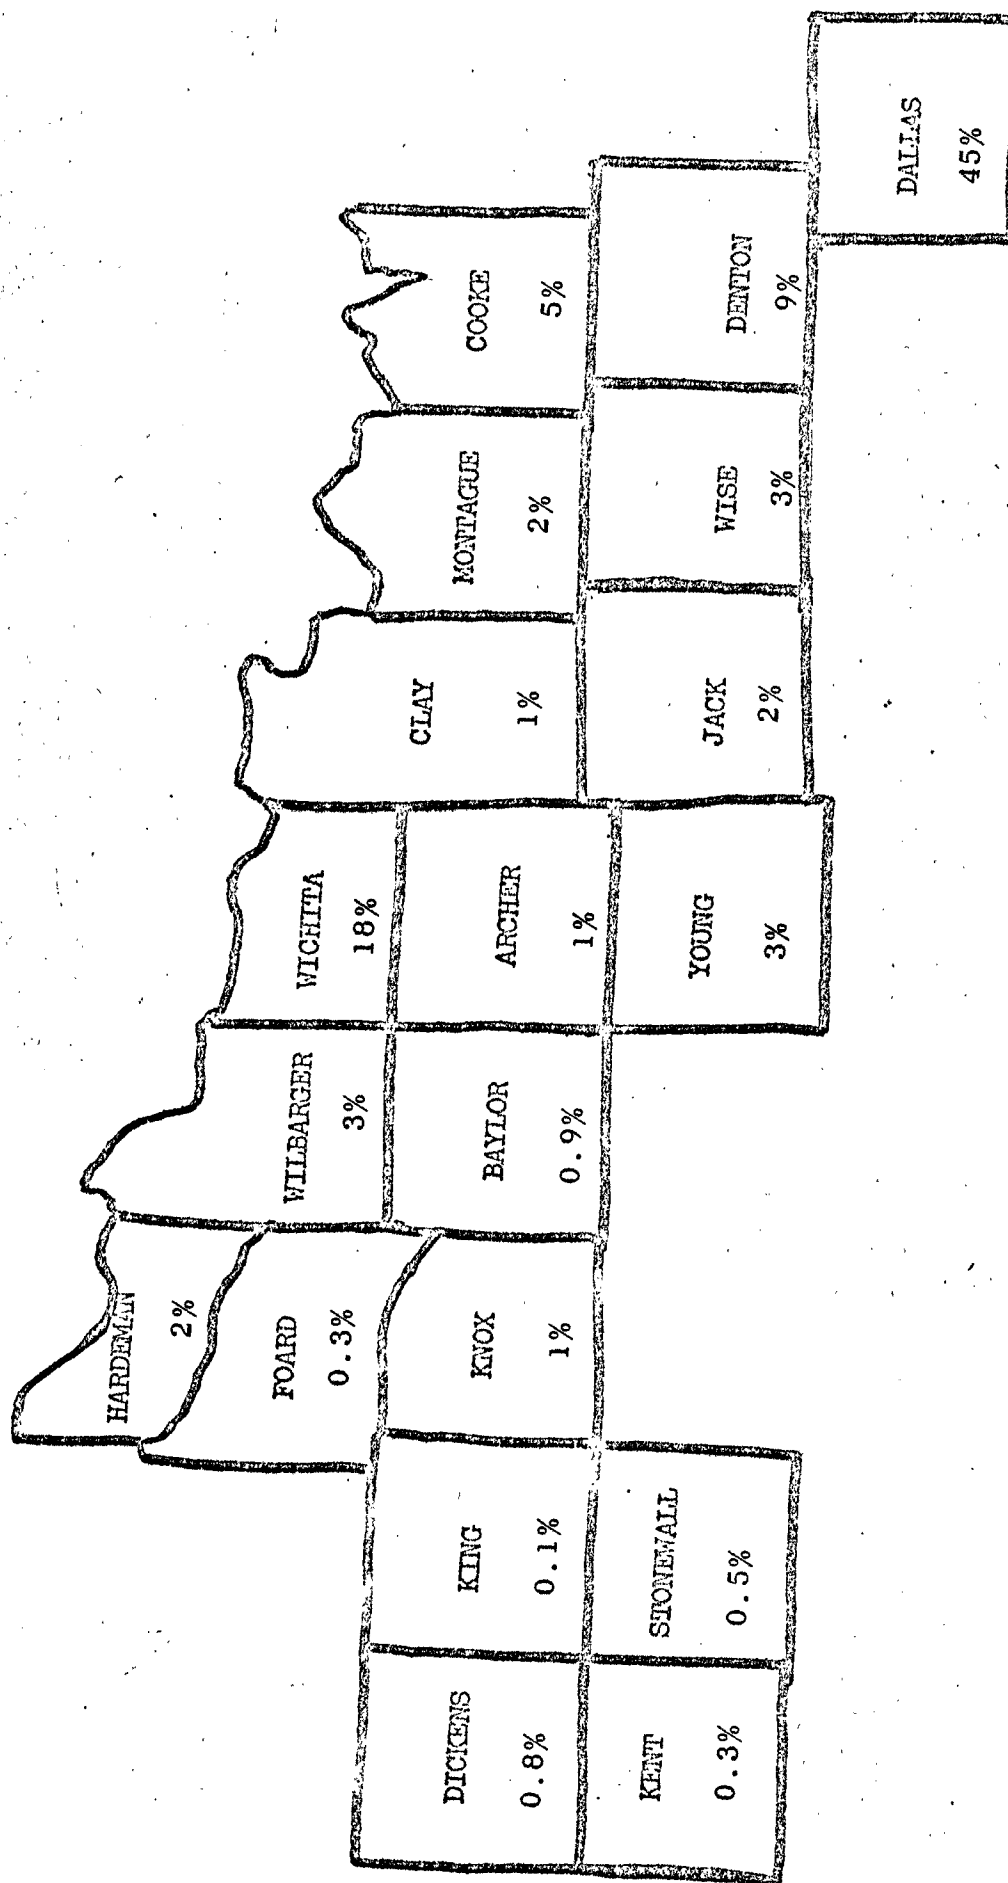 HARDEMAN
2%
FOARD
0.3%
WILBARGER
3%
WICHITA
18%
CLAY
1%
MONTAGUE
2%
COOKE
5%
DICKENS
0.8%
KING
0.1%
KNOX
1%
BAYLOR
0.9%
ARCHER
1%
KENT
0.3%
STONEWALL
0.5%
YOUNG
3%
JACK
2%
WISE
3%
DENTON
9%
DALLAS
45%